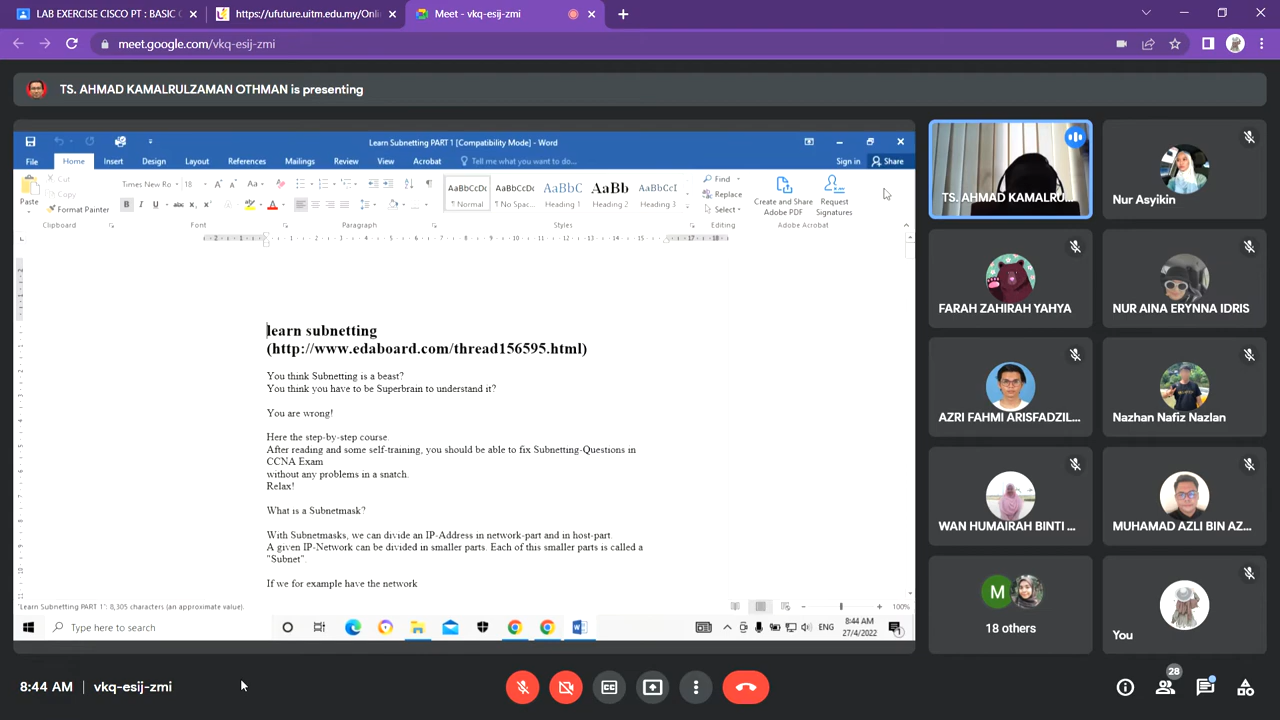 LAB EXERCISE CISCO PT : BASIC C
https://ufuture.uitm.edu.my/Onli
Meet - vkq-esij-zmi
meet.google.com/vkq-esij-zmi
TS. AHMAD KAMALRULZAMAN OTHMAN is presenting
Learn Subnetting PART 1 [Compatibility Mode] - Word
File Home Insert Design Layout References Mailings Review View Acrobat Tell me what you want to do... Sign in Share
Paste
Cut
Copy
Format Painter
Clipboard
Times New Ro 18
Font
Paragraph
AaBbCcDc AaBbCcDc AaBbC AaBb AaBbCcI
¶ Normal ¶ No Spac... Heading 1 Heading 2 Heading 3
Styles
Find
Replace
Select
Editing
Create and Share Adobe PDF
Request Signatures
Adobe Acrobat
learn subnetting
(http://www.edaboard.com/thread156595.html)
You think Subnetting is a beast?
You think you have to be Superbrain to understand it?
You are wrong!
Here the step-by-step course.
After reading and some self-training, you should be able to fix Subnetting-Questions in
CCNA Exam
without any problems in a snatch.
Relax!
What is a Subnetmask?
With Subnetmasks, we can divide an IP-Address in network-part and in host-part.
A given IP-Network can be divided in smaller parts. Each of this smaller parts is called a
"Subnet".
If we for example have the network
'Learn Subnetting PART 1': 8,305 characters (an approximate value).
100%
Type here to search
ENG
8:44 AM
27/4/2022
TS. AHMAD KAMALRU...
Nur Asyikin
FARAH ZAHIRAH YAHYA
NUR AINA ERYNNA IDRIS
AZRI FAHMI ARISFADZIL...
Nazhan Nafiz Nazlan
WAN HUMAIRAH BINTI ...
MUHAMAD AZLI BIN AZ...
M
18 others
You
8:44 AM | vkq-esij-zmi
28